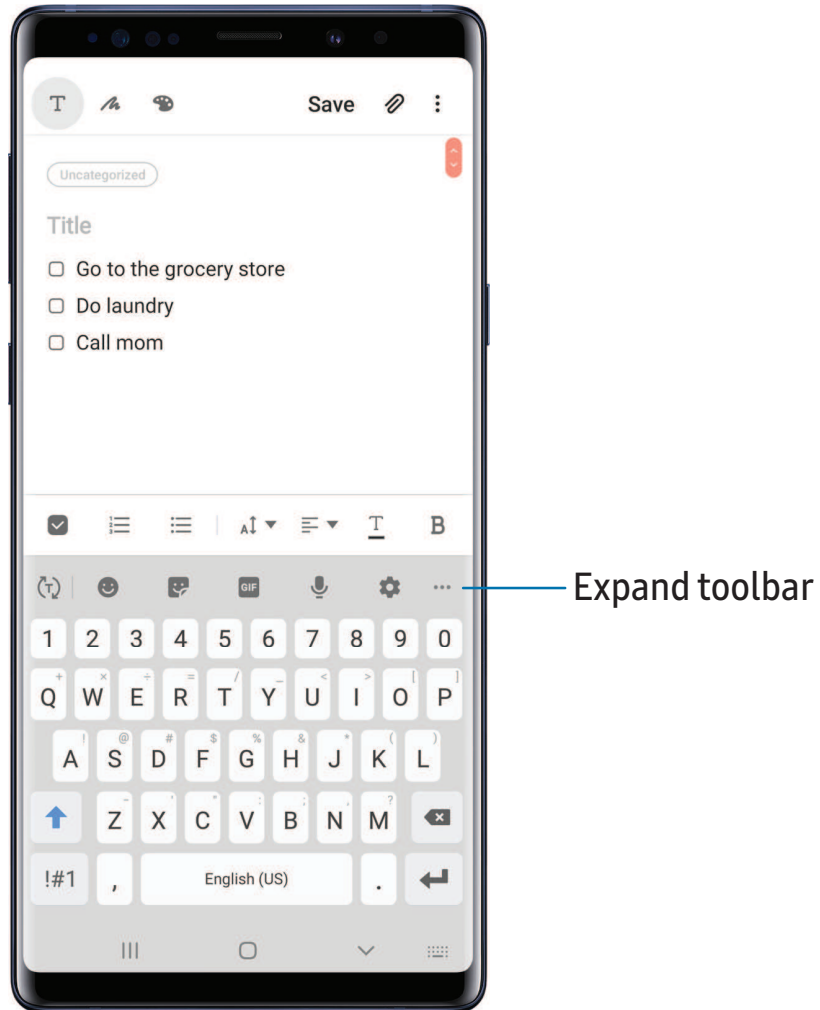 T Save
Uncategorized
Title
Go to the grocery store
Do laundry
Call mom
A T B
T GIF
Expand toolbar
1 2 3 4 5 6 7 8 9 0
+ × ÷ = / _ < > [ ]
Q W E R T Y U I O P
! @ # $ % & * ( )
A S D F G H J K L
- ' " : ; , ?
Z X C V B N M
!#1 , English (US) .